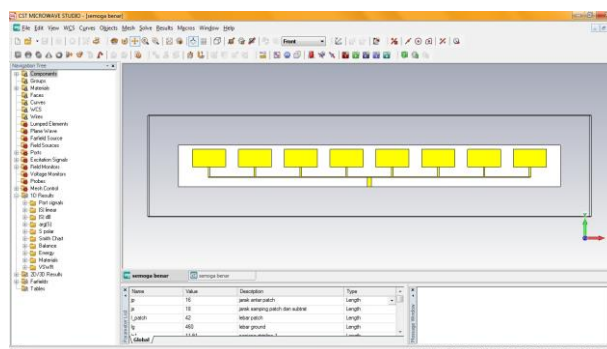 CST MICROWAVE STUDIO - [semoga benar]
File Edit View WCS Curves Objects Mesh Solve Results Macros Window Help
Front
Navigation Tree
Components
Groups
Materials
Faces
Curves
WCS
Wires
Lumped Elements
Plane Wave
Farfield Source
Field Sources
Ports
Excitation Signals
Field Monitors
Voltage Monitors
Probes
Mesh Control
1D Results
Port signals
|S| linear
|S| dB
arg(S)
S polar
Smith Chart
Balance
Energy
Materials
VSWR
2D/3D Results
Farfields
Tables
semoga benar semoga benar
Name Value Description Type
jp 16 jarak antar patch Length
18 jarak samping patch dan subtrat Length
l_patch 42 lebar patch Length
lg 460 lebar ground Length
Global
Parameter List
Message Window